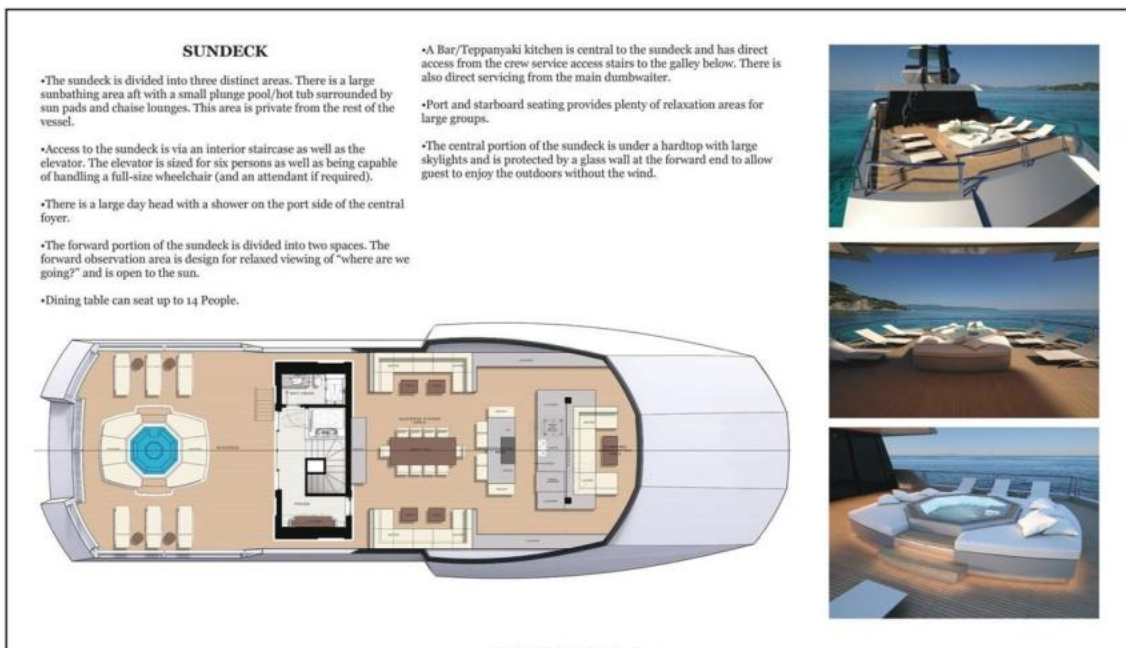 SUNDECK
•The sundeck is divided into three distinct areas. There is a large
sunbathing area aft with a small plunge pool/hot tub surrounded by
sun pads and chaise lounges. This area is private from the rest of the
vessel.
•Access to the sundeck is via an interior staircase as well as the
elevator. The elevator is sized for six persons as well as being capable
of handling a full-size wheelchair (and an attendant if required).
•There is a large day head with a shower on the port side of the central
foyer.
•The forward portion of the sundeck is divided into two spaces. The
forward observation area is design for relaxed viewing of “where are we
going?” and is open to the sun.
•Dining table can seat up to 14 People.
•A Bar/Teppanyaki kitchen is central to the sundeck and has direct
access from the crew service access stairs to the galley below. There is
also direct servicing from the main dumbwaiter.
•Port and starboard seating provides plenty of relaxation areas for
large groups.
•The central portion of the sundeck is under a hardtop with large
skylights and is protected by a glass wall at the forward end to allow
guest to enjoy the outdoors without the wind.